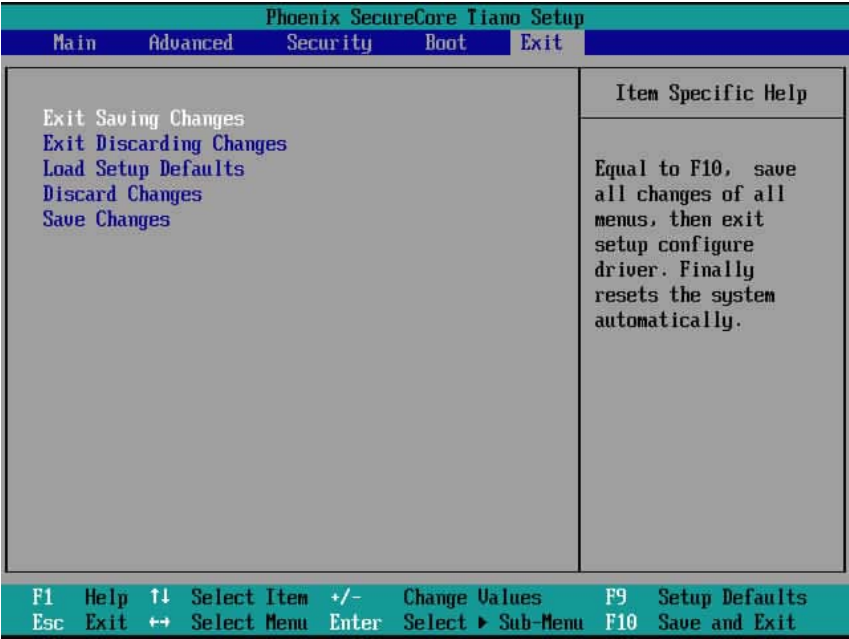 Phoenix SecureCore Tiano Setup
Main Advanced Security Boot Exit
Exit Saving Changes
Exit Discarding Changes
Load Setup Defaults
Discard Changes
Save Changes
Item Specific Help
Equal to F10, save
all changes of all
menus, then exit
setup configure
driver. Finally
resets the system
automatically.
F1 Help ↑↓ Select Item +/- Change Values F9 Setup Defaults
Esc Exit ↔ Select Menu Enter Select ▶ Sub-Menu F10 Save and Exit